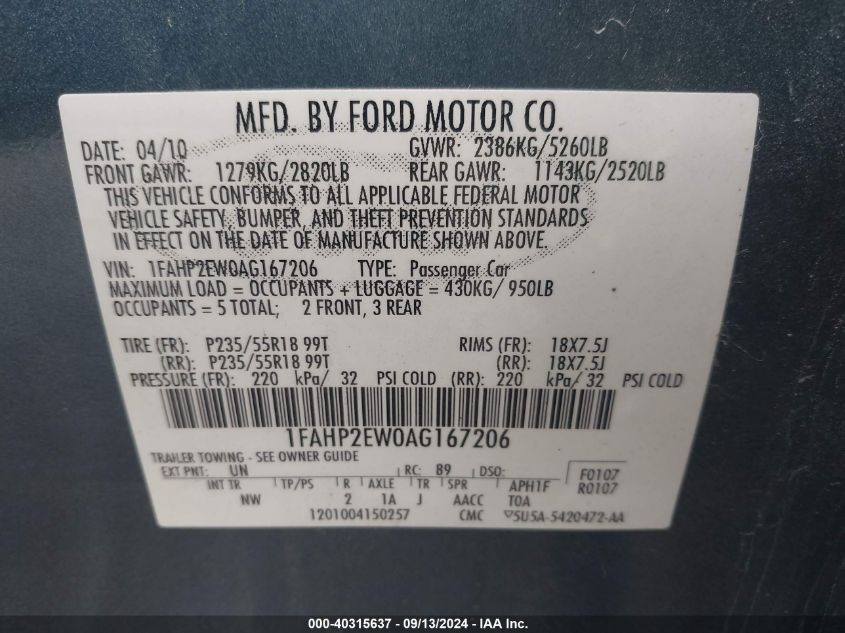 MFD. BY FORD MOTOR CO.
DATE: 04/10 GVWR: 2386KG/5260LB
FRONT GAWR: 1279KG/2820LB REAR GAWR: 1143KG/2520LB
THIS VEHICLE CONFORMS TO ALL APPLICABLE FEDERAL MOTOR
VEHICLE SAFETY, BUMPER, AND THEFT PREVENTION STANDARDS
IN EFFECT ON THE DATE OF MANUFACTURE SHOWN ABOVE.
VIN: 1FAHP2EW0AG167206 TYPE: Passenger Car
MAXIMUM LOAD = OCCUPANTS + LUGGAGE = 430KG/ 950LB
OCCUPANTS = 5 TOTAL; 2 FRONT, 3 REAR
TIRE (FR): P235/55R18 99T RIMS (FR): 18X7.5J
(RR): P235/55R18 99T (RR): 18X7.5J
PRESSURE (FR): 220 kPa/ 32 PSI COLD (RR): 220 kPa/ 32 PSI COLD
1FAHP2EW0AG167206
TRAILER TOWING - SEE OWNER GUIDE
EXT PNT: UN RC: 89 DSO: F0107
INT TR TP/PS R AXLE TR SPR APH1F R0107
NW 2 1A J AACC T0A
1201004150257 CMC ▽5U5A-5420472-AA
000-40315637 - 09/13/2024 - IAA Inc.